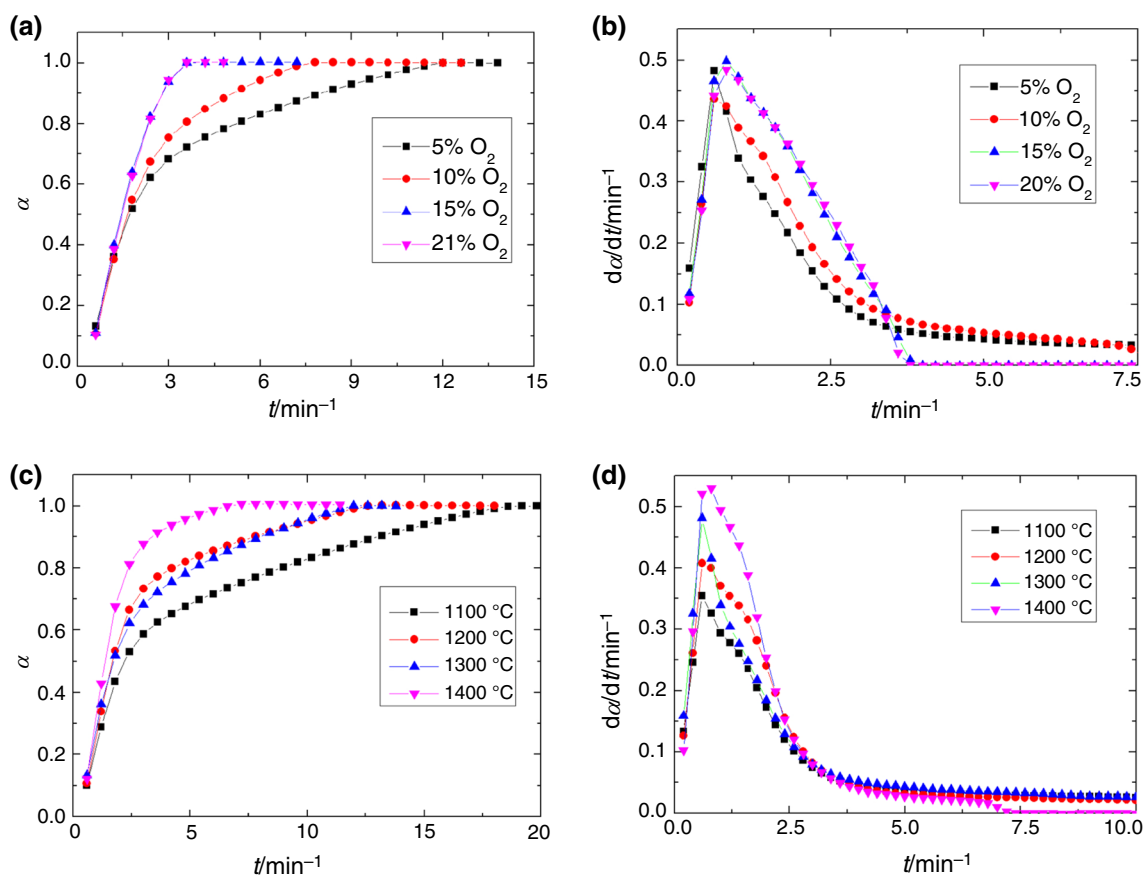 (a)
α
1.0
0.8
0.6
0.4
0.2
0.0
0
3
6
9
12
15
t/min⁻¹
5% O₂
10% O₂
15% O₂
21% O₂
(b)
dα/dt/min⁻¹
0.5
0.4
0.3
0.2
0.1
0.0
0.0
2.5
5.0
7.5
t/min⁻¹
5% O₂
10% O₂
15% O₂
20% O₂
(c)
α
1.0
0.8
0.6
0.4
0.2
0.0
0
5
10
15
20
t/min⁻¹
1100 °C
1200 °C
1300 °C
1400 °C
(d)
dα/dt/min⁻¹
0.5
0.4
0.3
0.2
0.1
0.0
0.0
2.5
5.0
7.5
10.0
t/min⁻¹
1100 °C
1200 °C
1300 °C
1400 °C